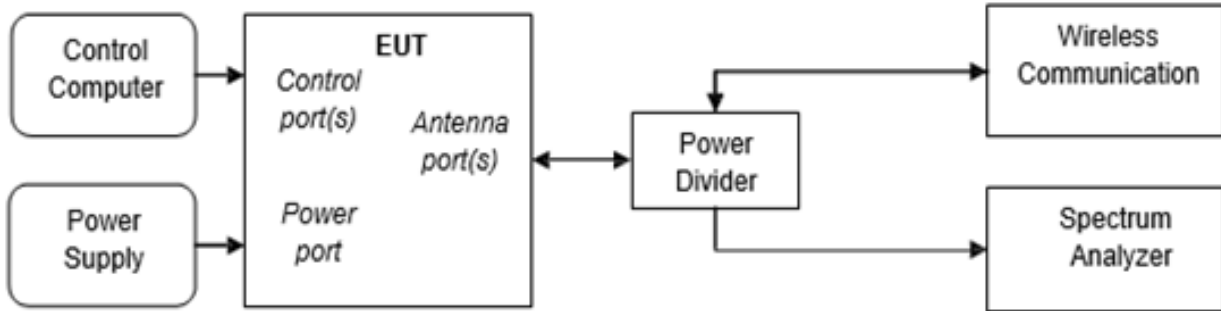 Control
Computer
Power
Supply
EUT
Control
port(s)
Antenna
port(s)
Power
port
Power
Divider
Wireless
Communication
Spectrum
Analyzer